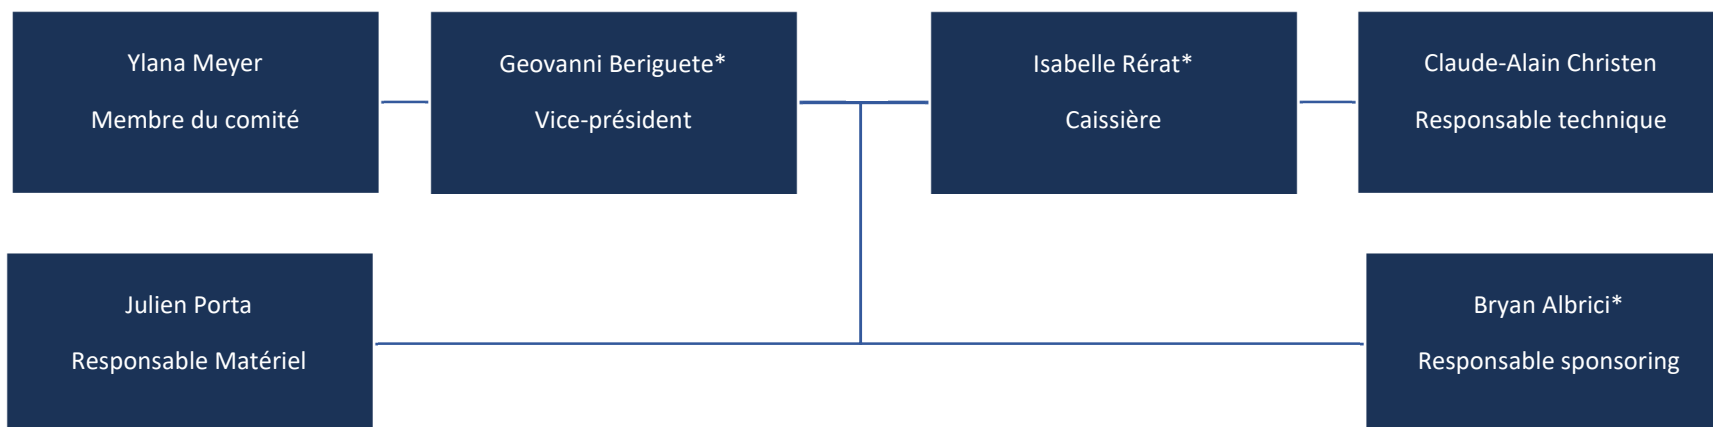 Ylana Meyer
Membre du comité
Geovanni Beriguete*
Vice-président
Isabelle Rérat*
Caissière
Claude-Alain Christen
Responsable technique
Julien Porta
Responsable Matériel
Bryan Albrici*
Responsable sponsoring